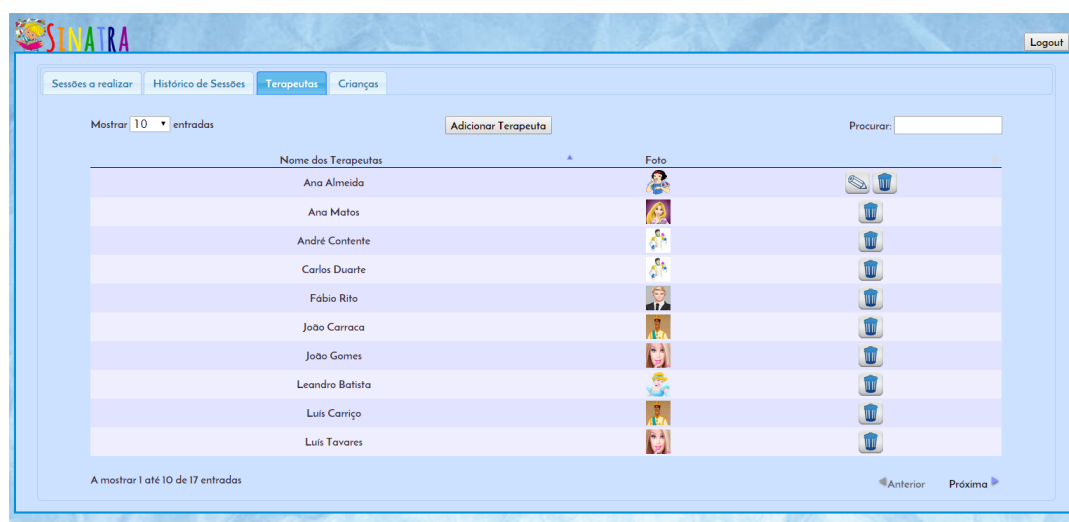 SINATRA
Logout
Sessões a realizar Histórico de Sessões Terapeutas Crianças
Mostrar 10 entradas Adicionar Terapeuta Procurar:
Nome dos Terapeutas Foto
Ana Almeida
Ana Matos
André Contente
Carlos Duarte
Fábio Rito
João Carraca
João Gomes
Leandro Batista
Luís Carriço
Luís Tavares
A mostrar 1 até 10 de 17 entradas Anterior Próxima